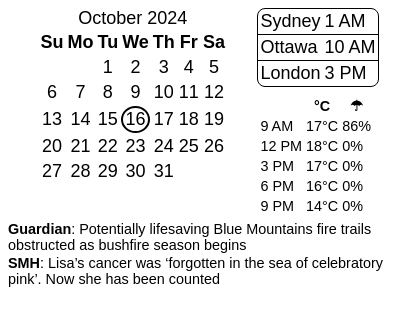 October 2024
Su Mo Tu We Th Fr Sa
1 2 3 4 5
6 7 8 9 10 11 12
13 14 15 16 17 18 19
20 21 22 23 24 25 26
27 28 29 30 31
Sydney 1 AM
Ottawa 10 AM
London 3 PM
°C ☂
9 AM 17°C 86%
12 PM 18°C 0%
3 PM 17°C 0%
6 PM 16°C 0%
9 PM 14°C 0%
Guardian: Potentially lifesaving Blue Mountains fire trails
obstructed as bushfire season begins
SMH: Lisa’s cancer was ‘forgotten in the sea of celebratory
pink’. Now she has been counted